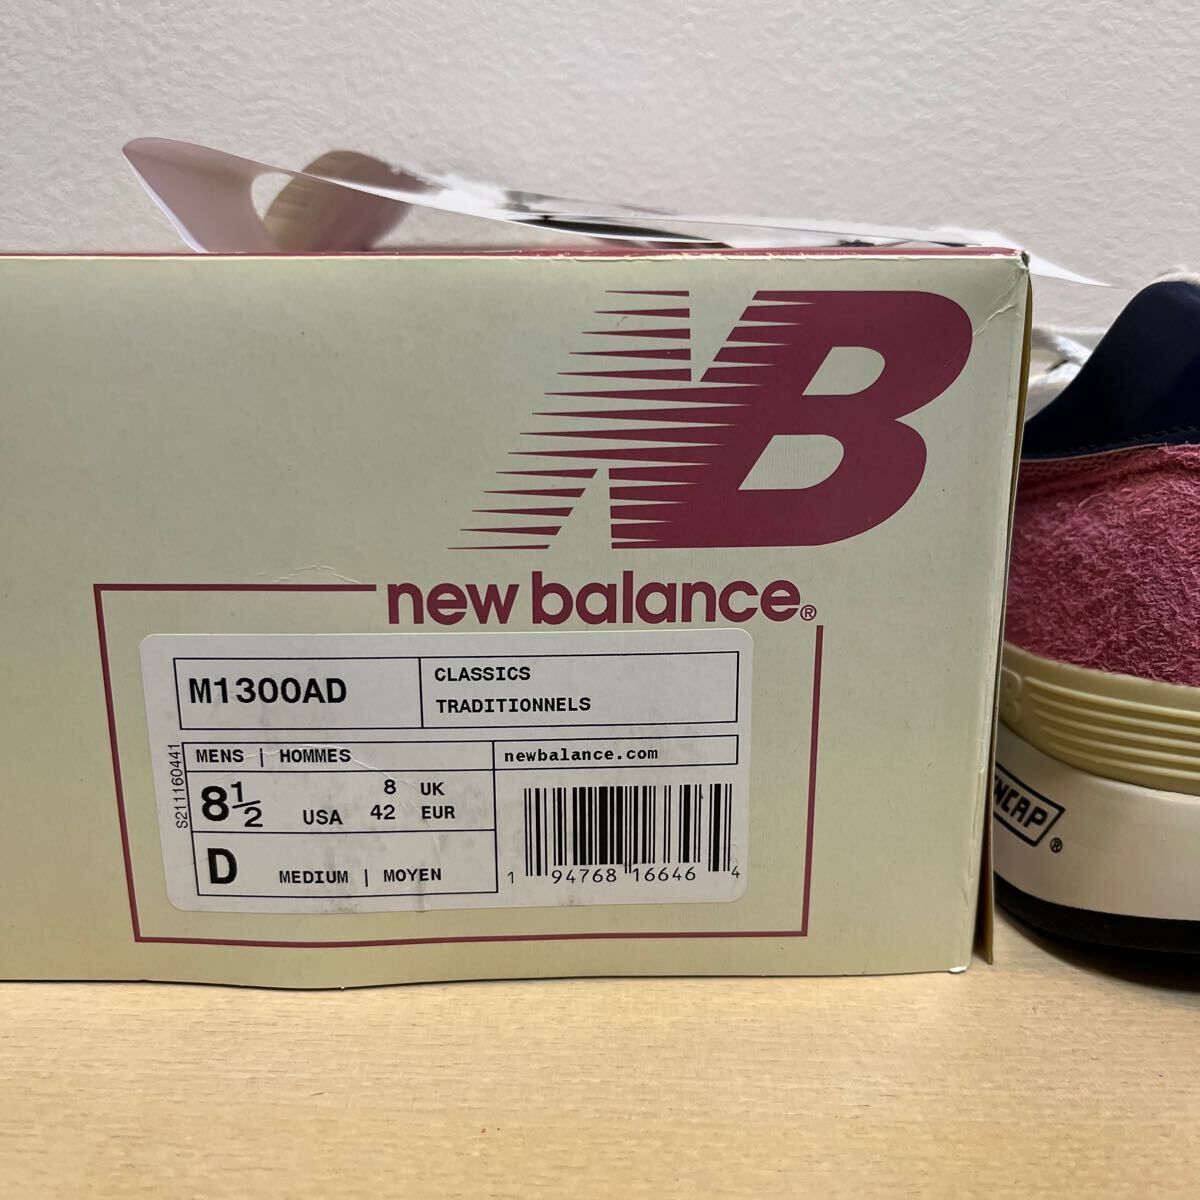 NB
new balance®
M1300AD
CLASSICS
TRADITIONNELS
MENS | HOMMES
newbalance.com
8½ USA
8 UK
42 EUR
D MEDIUM | MOYEN
S211160441
1 94768 16646 4
NCAP®